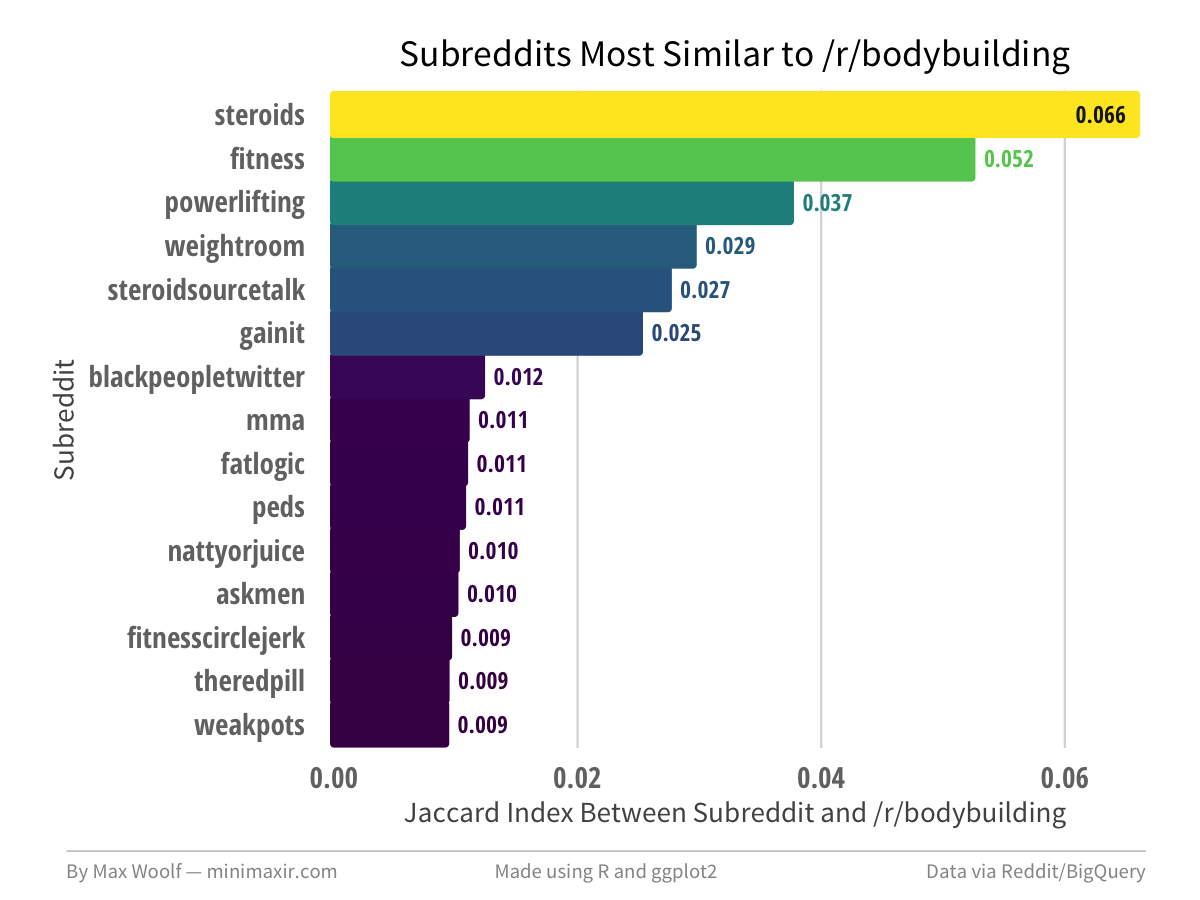 Subreddits Most Similar to /r/bodybuilding
steroids 0.066
fitness 0.052
powerlifting 0.037
weightroom 0.029
steroidsourcetalk 0.027
gainit 0.025
blackpeopletwitter 0.012
mma 0.011
fatlogic 0.011
peds 0.011
nattyorjuice 0.010
askmen 0.010
fitnesscirclejerk 0.009
theredpill 0.009
weakpots 0.009
Subreddit
0.00 0.02 0.04 0.06
Jaccard Index Between Subreddit and /r/bodybuilding
By Max Woolf — minimaxir.com Made using R and ggplot2 Data via Reddit/BigQuery